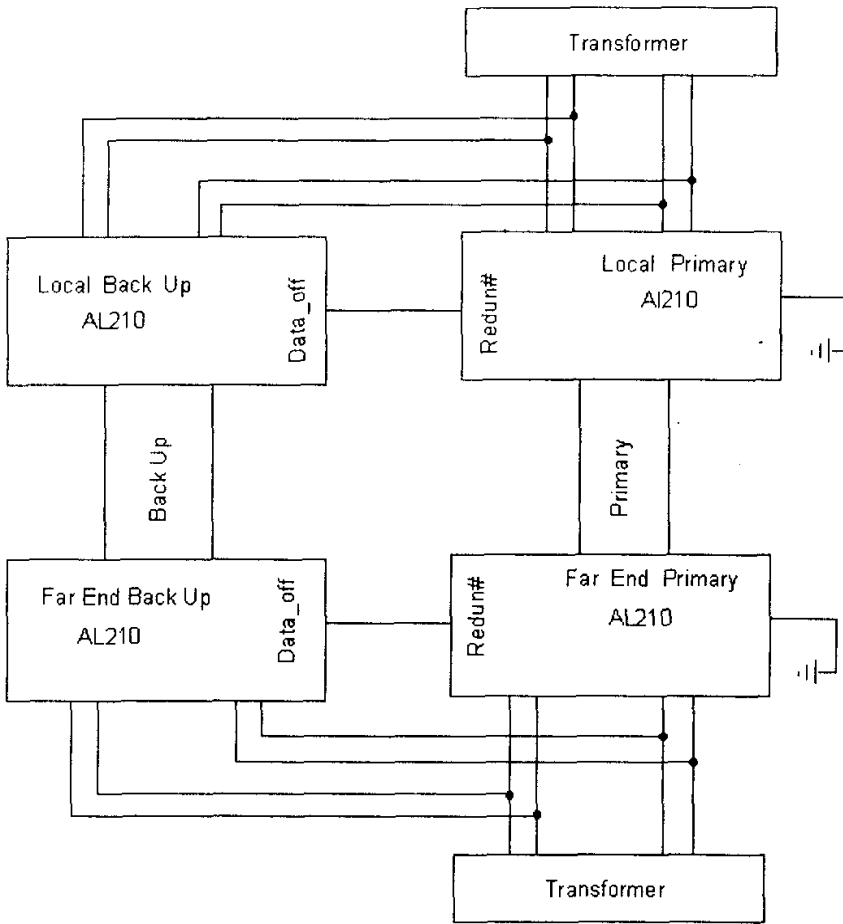 Transformer
Local Back Up
AL210
Data_off
Redun#
Local Primary
Al210
Back Up
Primary
Far End Back Up
AL210
Data_off
Redun#
Far End Primary
AL210
Transformer